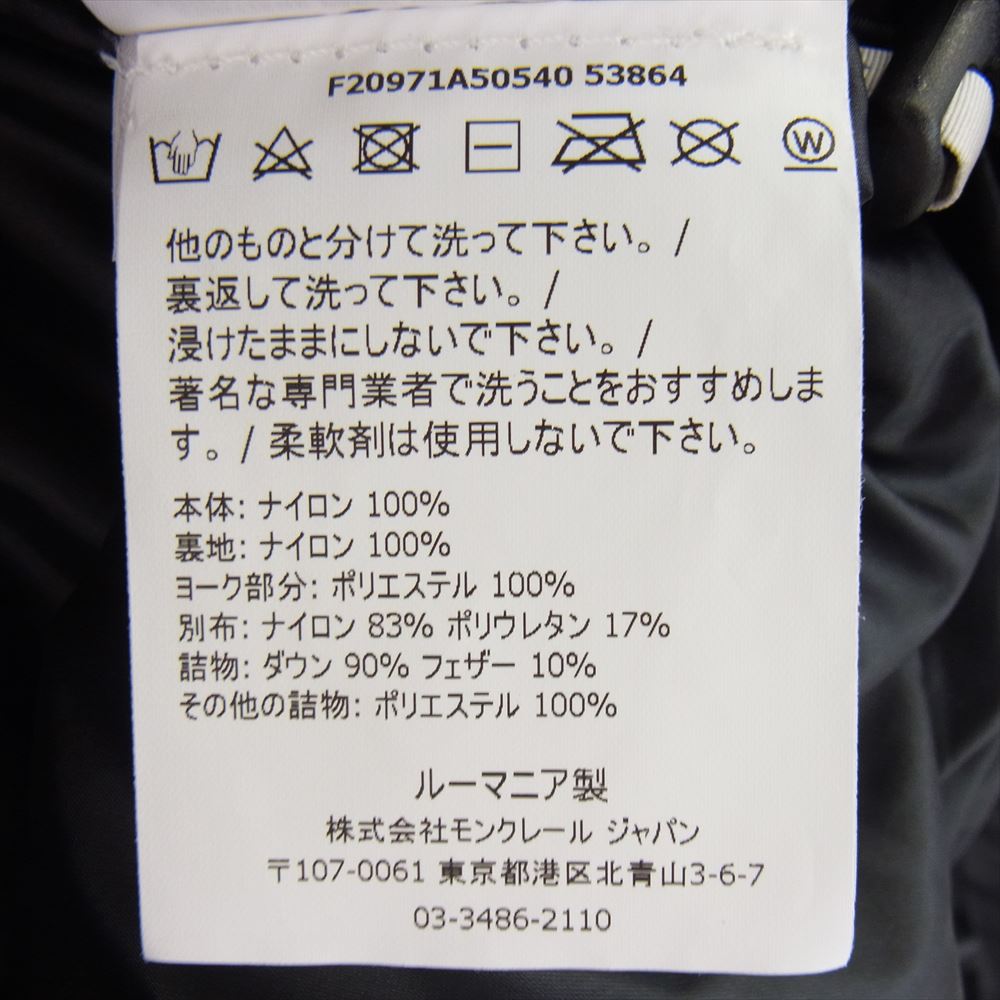 F20971A50540 53864
W
他のものと分けて洗って下さい。/
裏返して洗って下さい。/
浸けたままにしないで下さい。/
著名な専門業者で洗うことをおすすめしま
す。/ 柔軟剤は使用しないで下さい。
本体: ナイロン 100%
裏地: ナイロン 100%
ヨーク部分: ポリエステル 100%
別布: ナイロン 83% ポリウレタン 17%
詰物: ダウン 90% フェザー 10%
その他の詰物: ポリエステル 100%
ルーマニア製
株式会社モンクレール ジャパン
〒107-0061 東京都港区北青山3-6-7
03-3486-2110